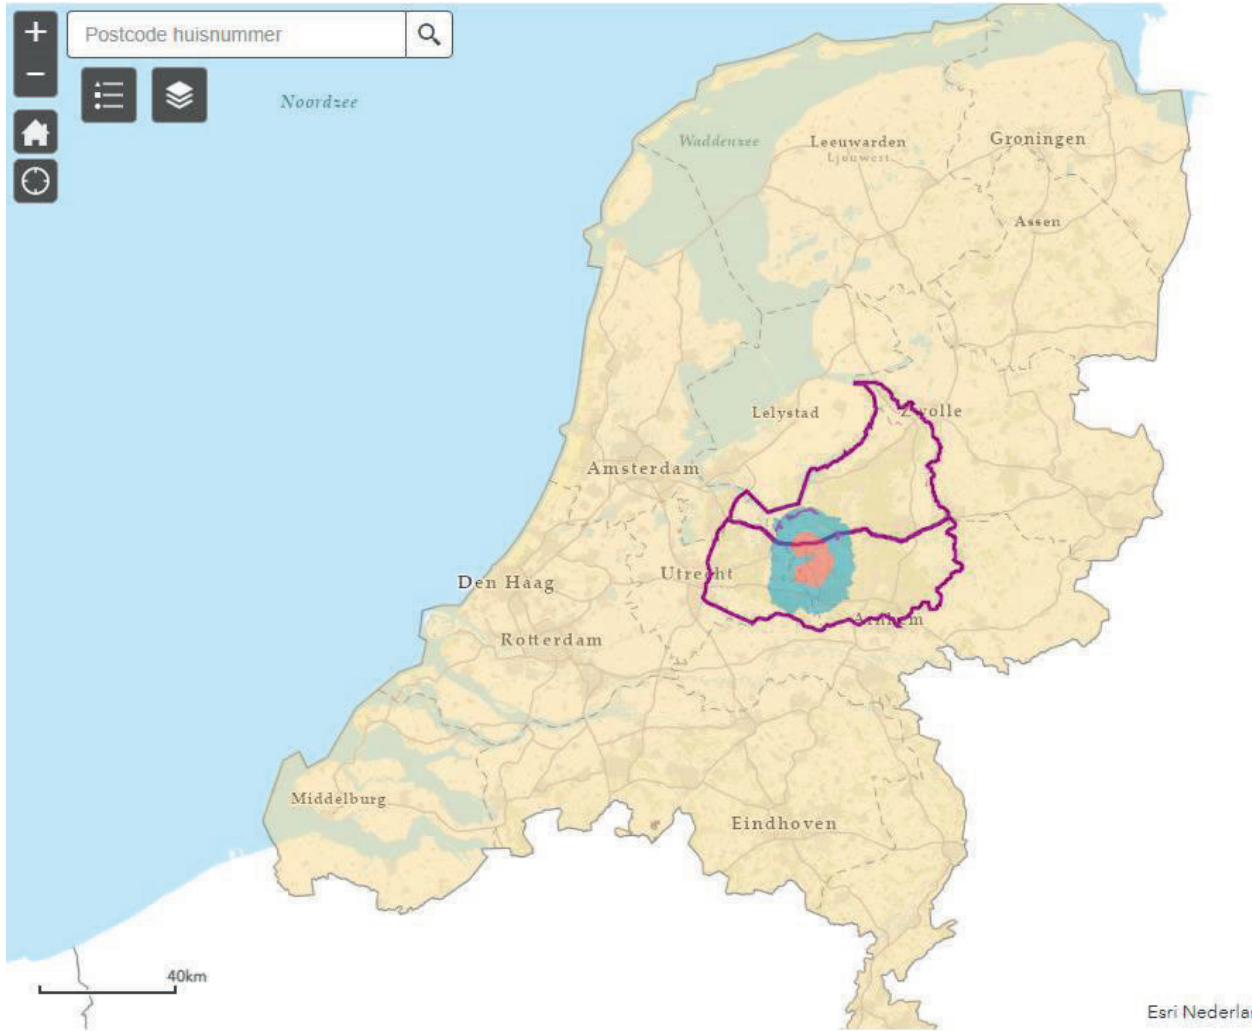 +
Postcode huisnummer
−
Noordzee
Waddenzee
Leeuwarden
Ljouwert
Groningen
Assen
Lelystad
Zwolle
Amsterdam
Utrecht
Den Haag
Arnhem
Rotterdam
Middelburg
Eindhoven
40km
Esri Nederla